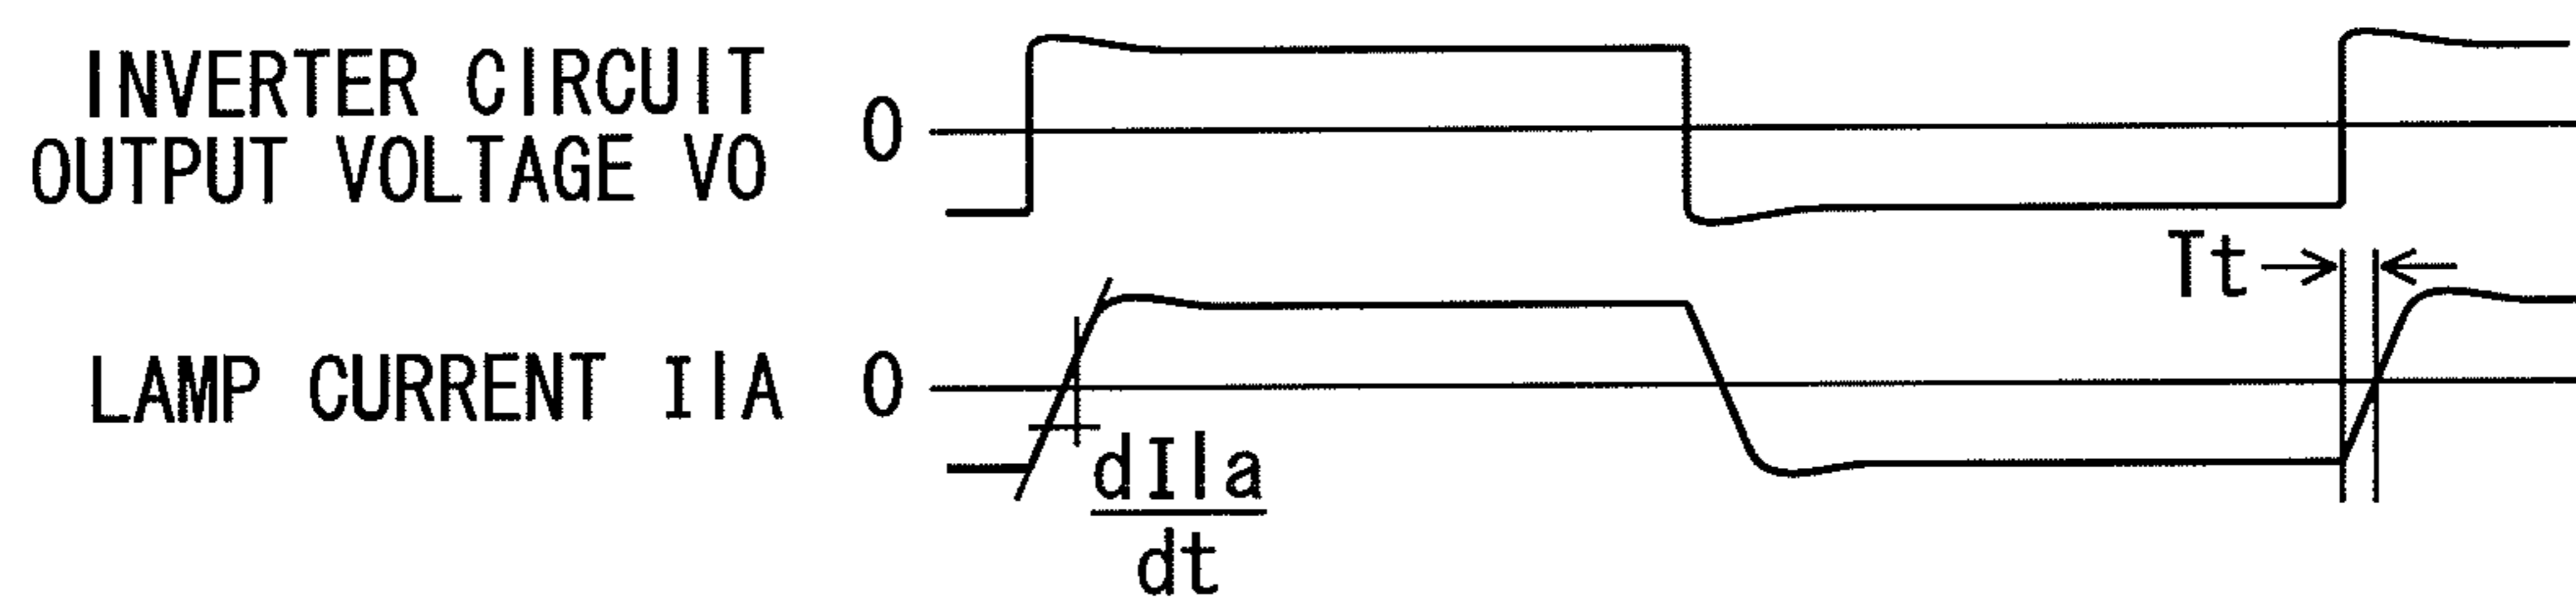 INVERTER CIRCUIT
OUTPUT VOLTAGE VO
0
Tt
LAMP CURRENT IlA
0
dIla
dt